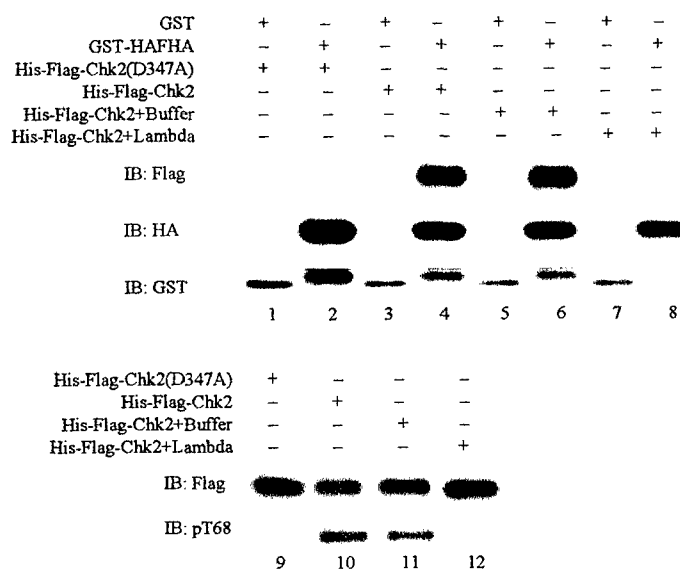 GST + – + – + – + –
GST-HAFHA – + – + – + – +
His-Flag-Chk2(D347A) + + – – – – – –
His-Flag-Chk2 – – + + – – – –
His-Flag-Chk2+Buffer – – – – + + – –
His-Flag-Chk2+Lambda – – – – – – + +
IB: Flag
IB: HA
IB: GST
1 2 3 4 5 6 7 8
His-Flag-Chk2(D347A) + – – –
His-Flag-Chk2 – + – –
His-Flag-Chk2+Buffer – – + –
His-Flag-Chk2+Lambda – – – +
IB: Flag
IB: pT68
9 10 11 12